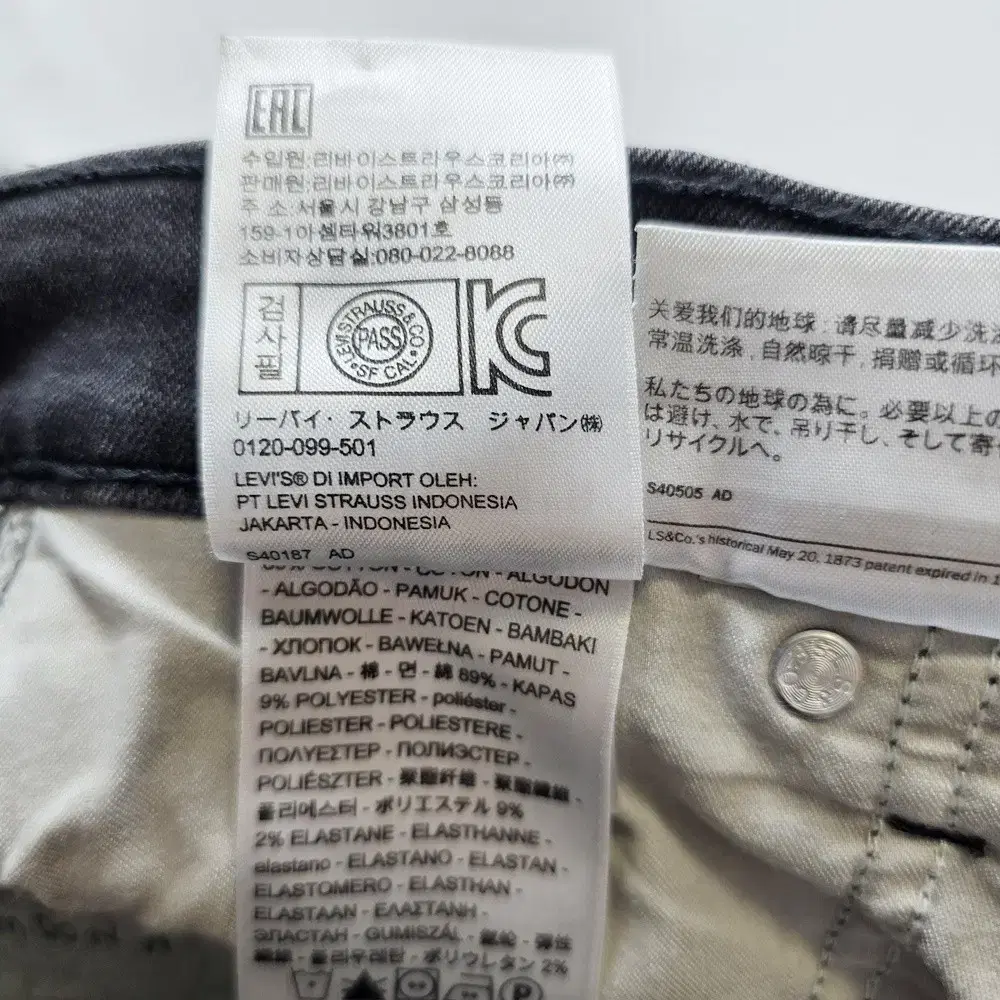 EAC
수입원:리바이스트라우스코리아㈜
판매원:리바이스트라우스코리아㈜
주 소:서울시 강남구 삼성동
159-1아셈타워3801호
소비자상담실:080-022-8088
검사필
LEVI STRAUSS & CO
PASS
SF CAL
KC
リーバイ・ストラウス ジャパン㈱
0120-099-501
LEVI'S® DI IMPORT OLEH:
PT LEVI STRAUSS INDONESIA
JAKARTA - INDONESIA
S40187 AD
COTTON - ALGODON
- ALGODÃO - PAMUK - COTONE -
BAUMWOLLE - KATOEN - BAMBAKI
- ХЛОПОК - BAWEŁNA - PAMUT -
BAVLNA - 棉 - 면 - 綿 89% - KAPAS
9% POLYESTER - poliéster -
POLIESTER - POLIESTERE -
ΠΟΛΥΕΣΤΕΡ - ПОЛИЭСТЕР -
POLIÉSZTER - 聚酯纤维 - 聚酯纖維 -
폴리에스터 - ポリエステル 9%
2% ELASTANE - ELASTHANNE -
elastano - ELASTANO - ELASTAN -
ELASTOMERO - ELASTHAN -
ELASTAAN - ΕΛΑΣΤΑΝΗ -
ЭЛАСТАН - GUMISZÁL - 氨纶 - 彈性
纖維 - 폴리우레탄 - ポリウレタン 2%
P
关爱我们的地球:请尽量减少洗涤
常温洗涤,自然晾干,捐赠或循环
私たちの地球の為に。必要以上の
は避け、水で、吊り干し、そして寄
リサイクルへ。
S40505 AD
LS&Co.'s historical May 20, 1873 patent expired in 1